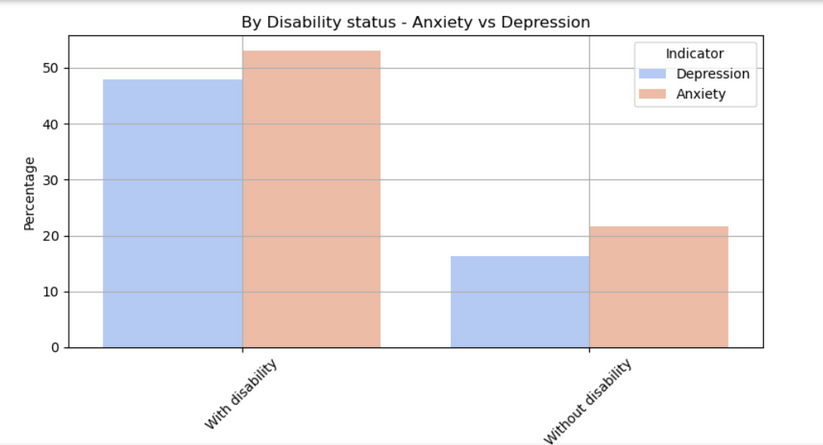 By Disability status - Anxiety vs Depression
Indicator
Depression
Anxiety
Percentage
50
40
30
20
10
0
With disability
Without disability